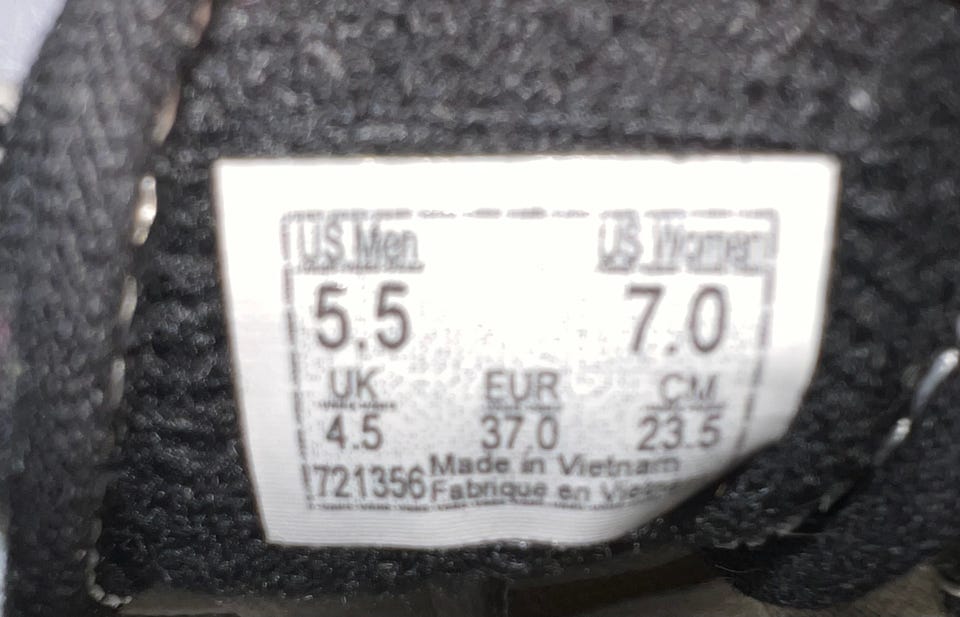 US Men US Women
5.5 7.0
UK EUR CM
4.5 37.0 23.5
721356 Made in Vietnam
Fabrique en